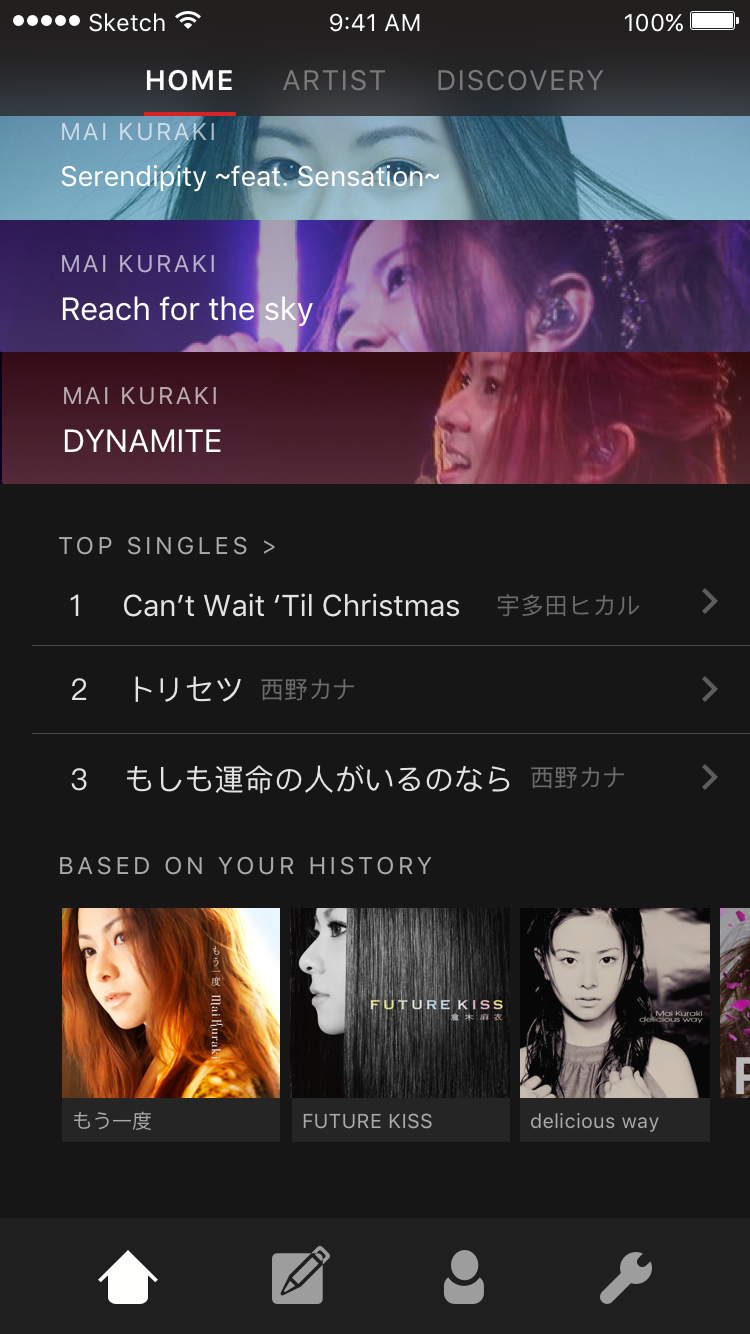 Sketch 9:41 AM 100%
HOME ARTIST DISCOVERY
MAI KURAKI
Serendipity ~feat. Sensation~
MAI KURAKI
Reach for the sky
MAI KURAKI
DYNAMITE
TOP SINGLES >
1 Can’t Wait ‘Til Christmas 宇多田ヒカル
2 トリセツ 西野カナ
3 もしも運命の人がいるのなら 西野カナ
BASED ON YOUR HISTORY
もう一度 Mai Kuraki
FUTURE KISS
倉木麻衣
Mai Kuraki
delicious way
もう一度
FUTURE KISS
delicious way